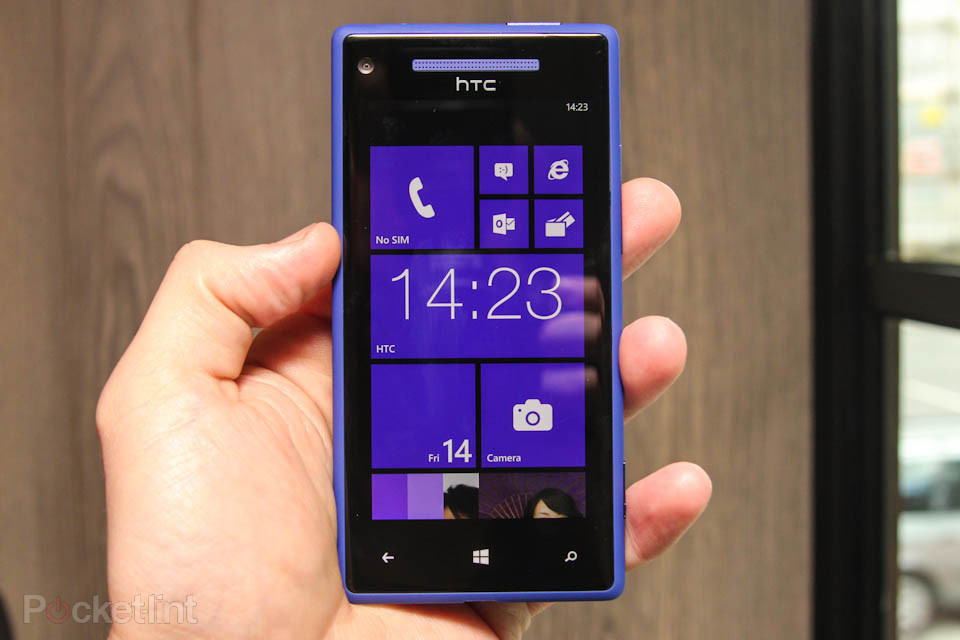 hTC
14:23
No SIM
14:23
HTC
Fri 14
Camera
Pocketlint